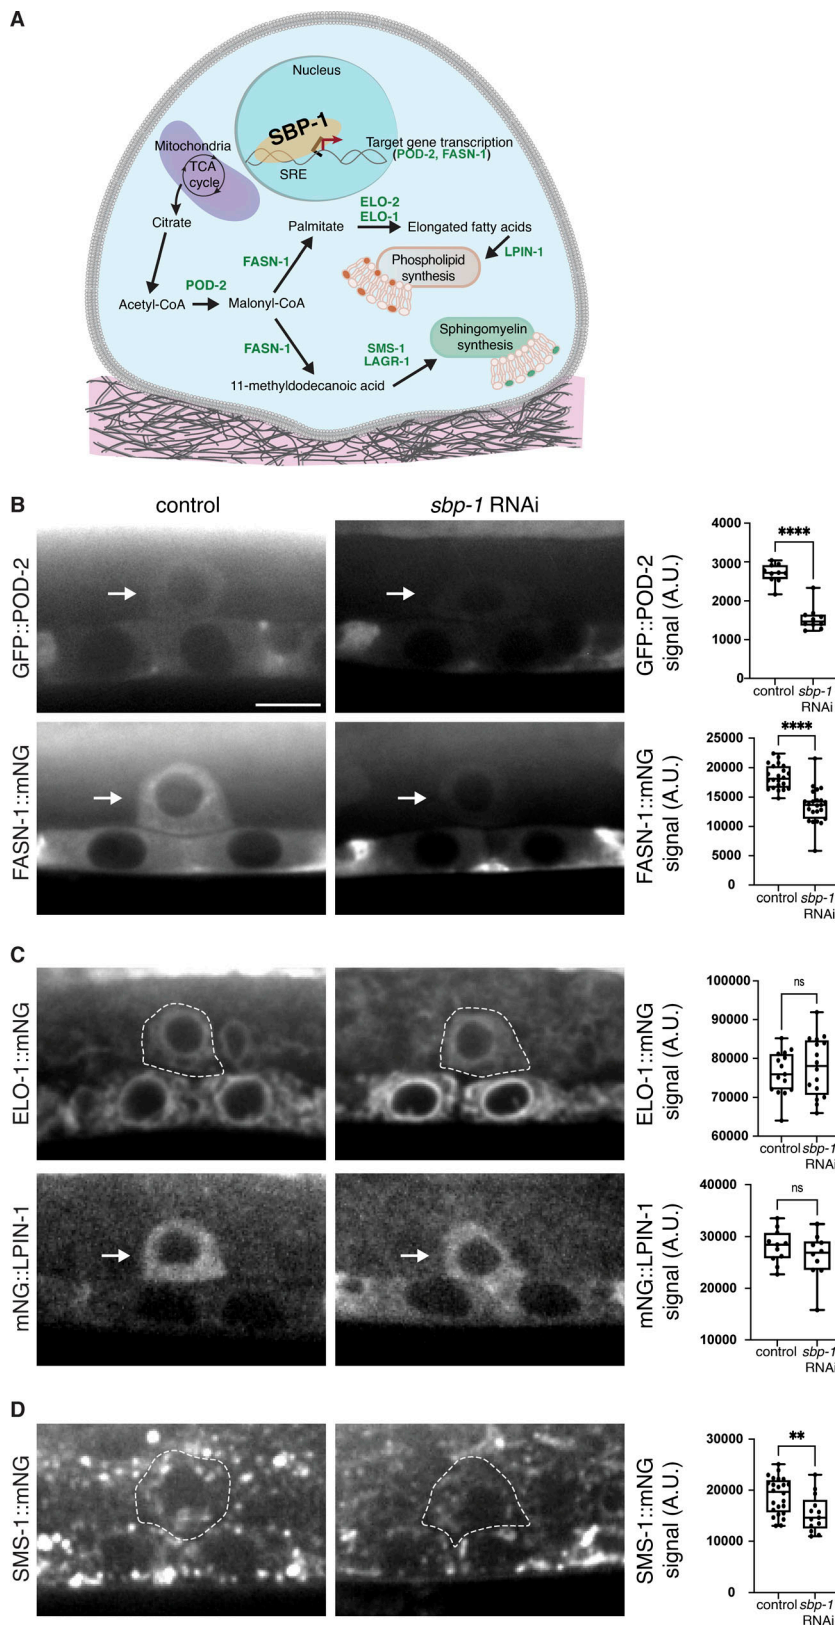 A
Nucleus
SBP-1
Target gene transcription
(POD-2, FASN-1)
SRE
Mitochondria
TCA
cycle
Citrate
ELO-2
ELO-1
Palmitate
Elongated fatty acids
FASN-1
LPIN-1
Phospholipid
synthesis
POD-2
Acetyl-CoA
Malonyl-CoA
Sphingomyelin
synthesis
FASN-1
SMS-1
LAGR-1
11-methyldodecanoic acid
B
control
sbp-1 RNAi
GFP::POD-2
GFP::POD-2
signal (A.U.)
4000
3000
2000
1000
0
****
control
sbp-1
RNAi
FASN-1::mNG
FASN-1::mNG
signal (A.U.)
25000
20000
15000
10000
5000
0
****
control
sbp-1
RNAi
C
ELO-1::mNG
ELO-1::mNG
signal (A.U.)
100000
90000
80000
70000
60000
ns
control
sbp-1
RNAi
mNG::LPIN-1
mNG::LPIN-1
signal (A.U.)
40000
30000
20000
10000
ns
control
sbp-1
RNAi
D
SMS-1::mNG
SMS-1::mNG
signal (A.U.)
30000
20000
10000
0
**
control
sbp-1
RNAi